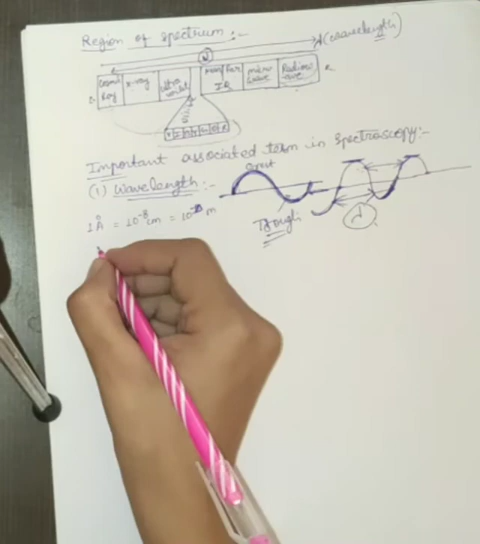 Region of spectrum :-
λ (wavelength)
Cosmic Ray
x-ray
ultra violet
near/far IR
micro wave
Radio wave
V I B G Y O R
Important associated term in spectroscopy:-
(1) Wavelength :-
Crest
1 Å = 10⁻⁸ cm = 10⁻¹⁰ m
Trough
λ